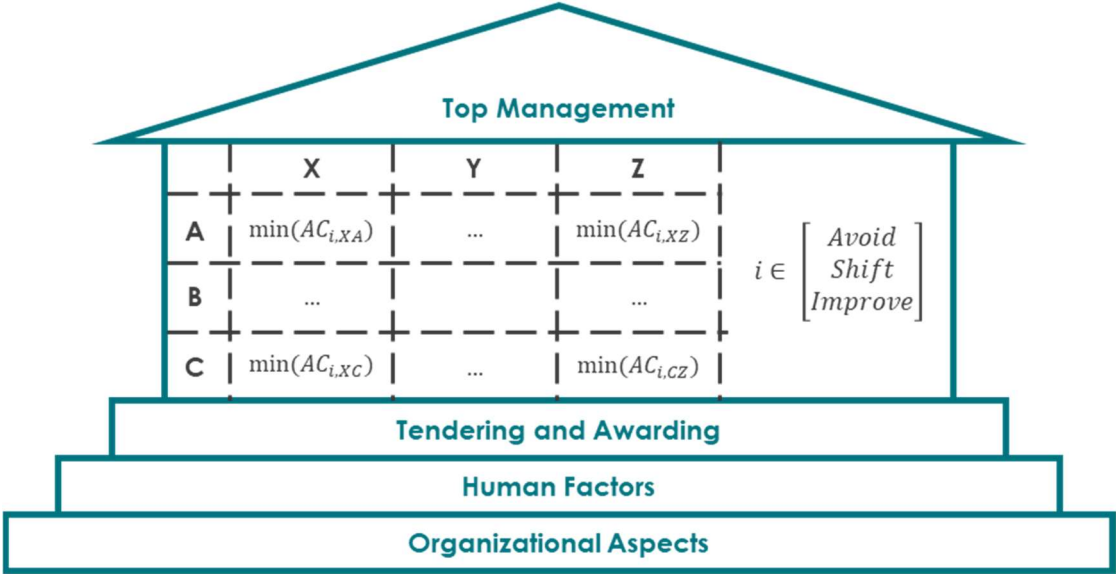 Top Management
X Y Z
A min(AC_{i,XA}) ... min(AC_{i,XZ})
B ... ...
C min(AC_{i,XC}) ... min(AC_{i,CZ})
i ∈ [Avoid
Shift
Improve]
Tendering and Awarding
Human Factors
Organizational Aspects